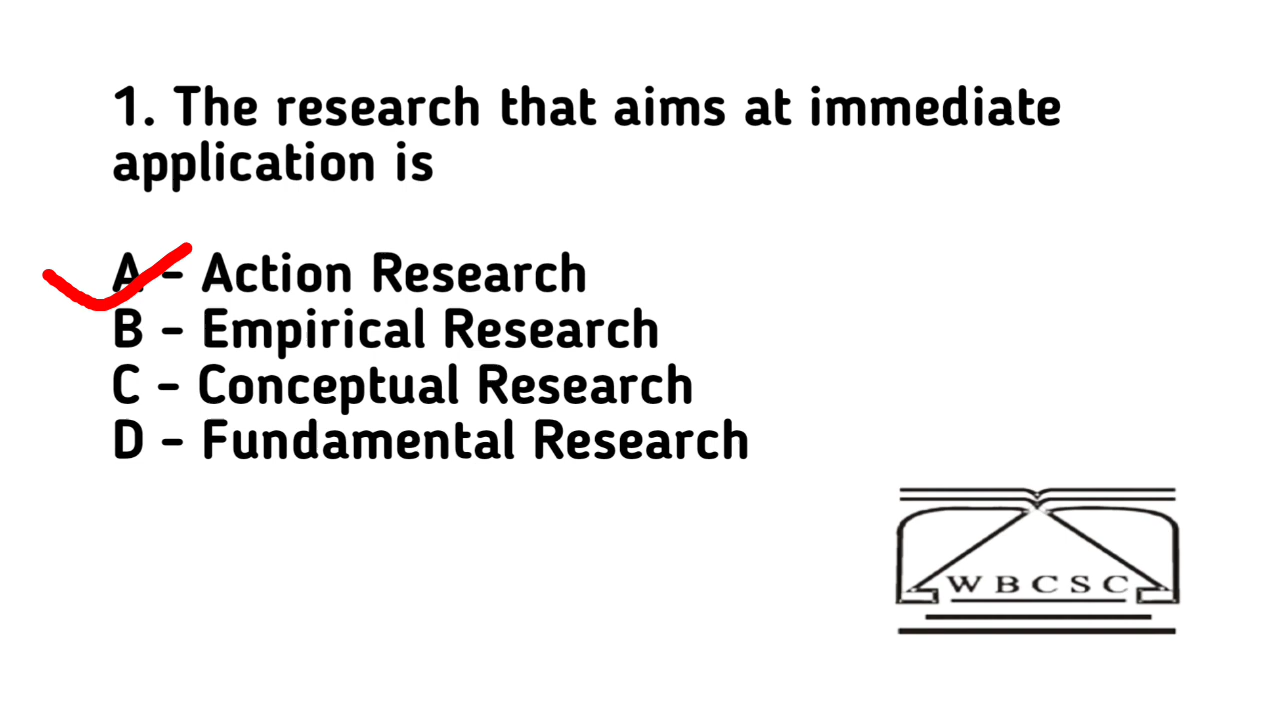 1. The research that aims at immediate
application is
A - Action Research
B - Empirical Research
C - Conceptual Research
D - Fundamental Research
WBCSC